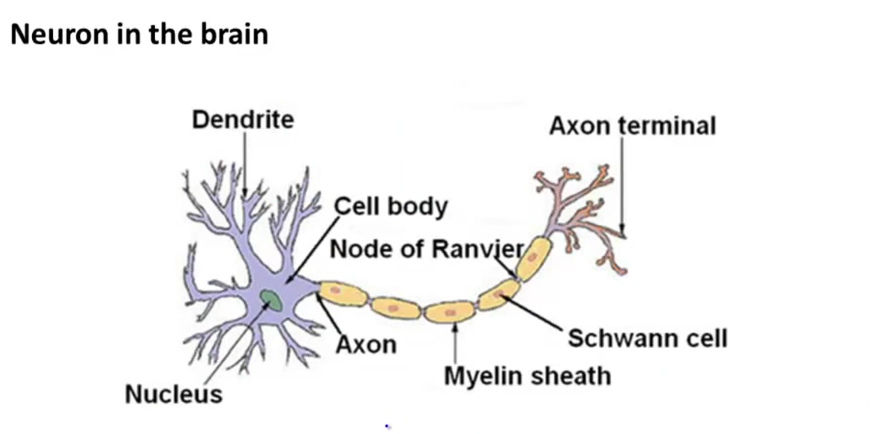 Neuron in the brain
Dendrite
Axon terminal
Cell body
Node of Ranvier
Schwann cell
Axon
Myelin sheath
Nucleus